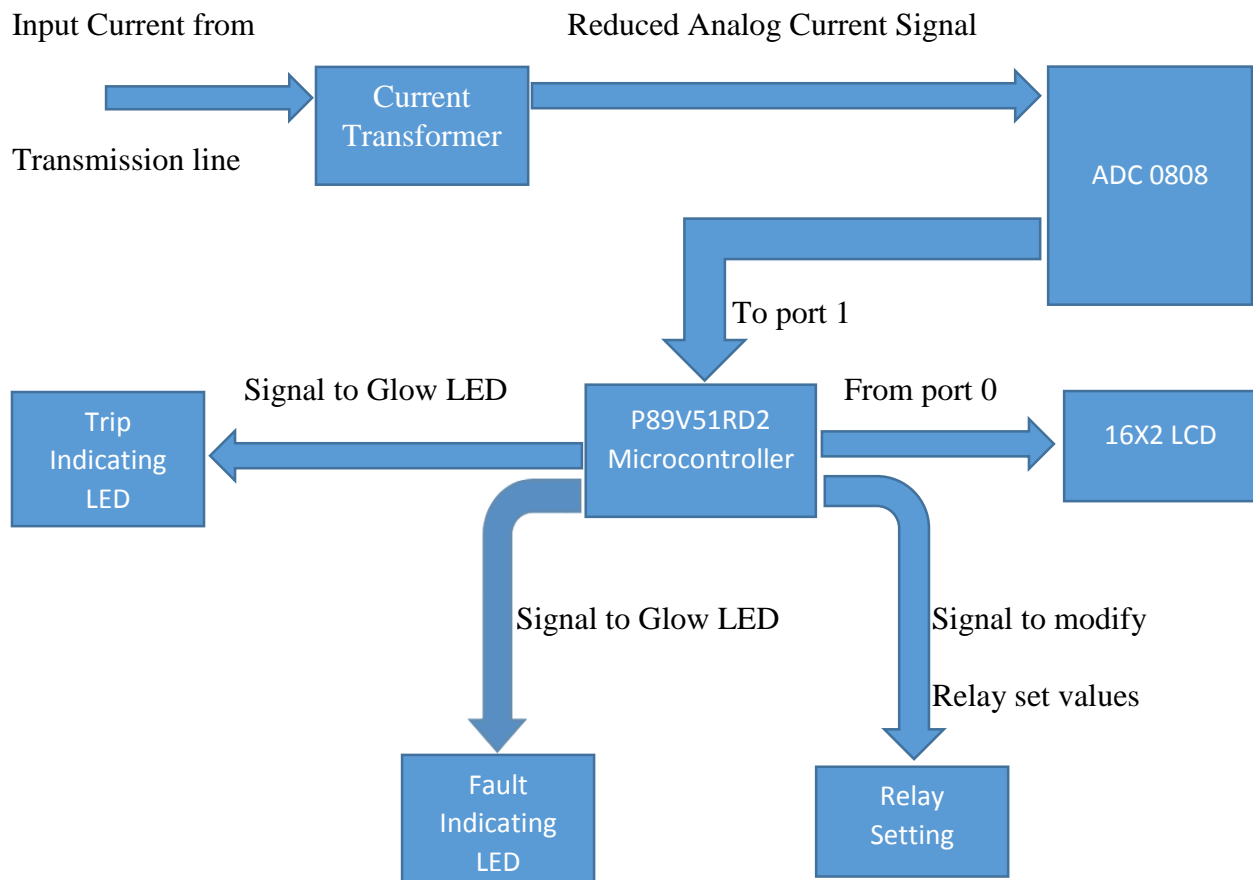 Input Current from
Reduced Analog Current Signal
Current
Transformer
Transmission line
ADC 0808
To port 1
Signal to Glow LED
From port 0
Trip
Indicating
LED
P89V51RD2
Microcontroller
16X2 LCD
Signal to Glow LED
Signal to modify
Relay set values
Fault
Indicating
LED
Relay
Setting